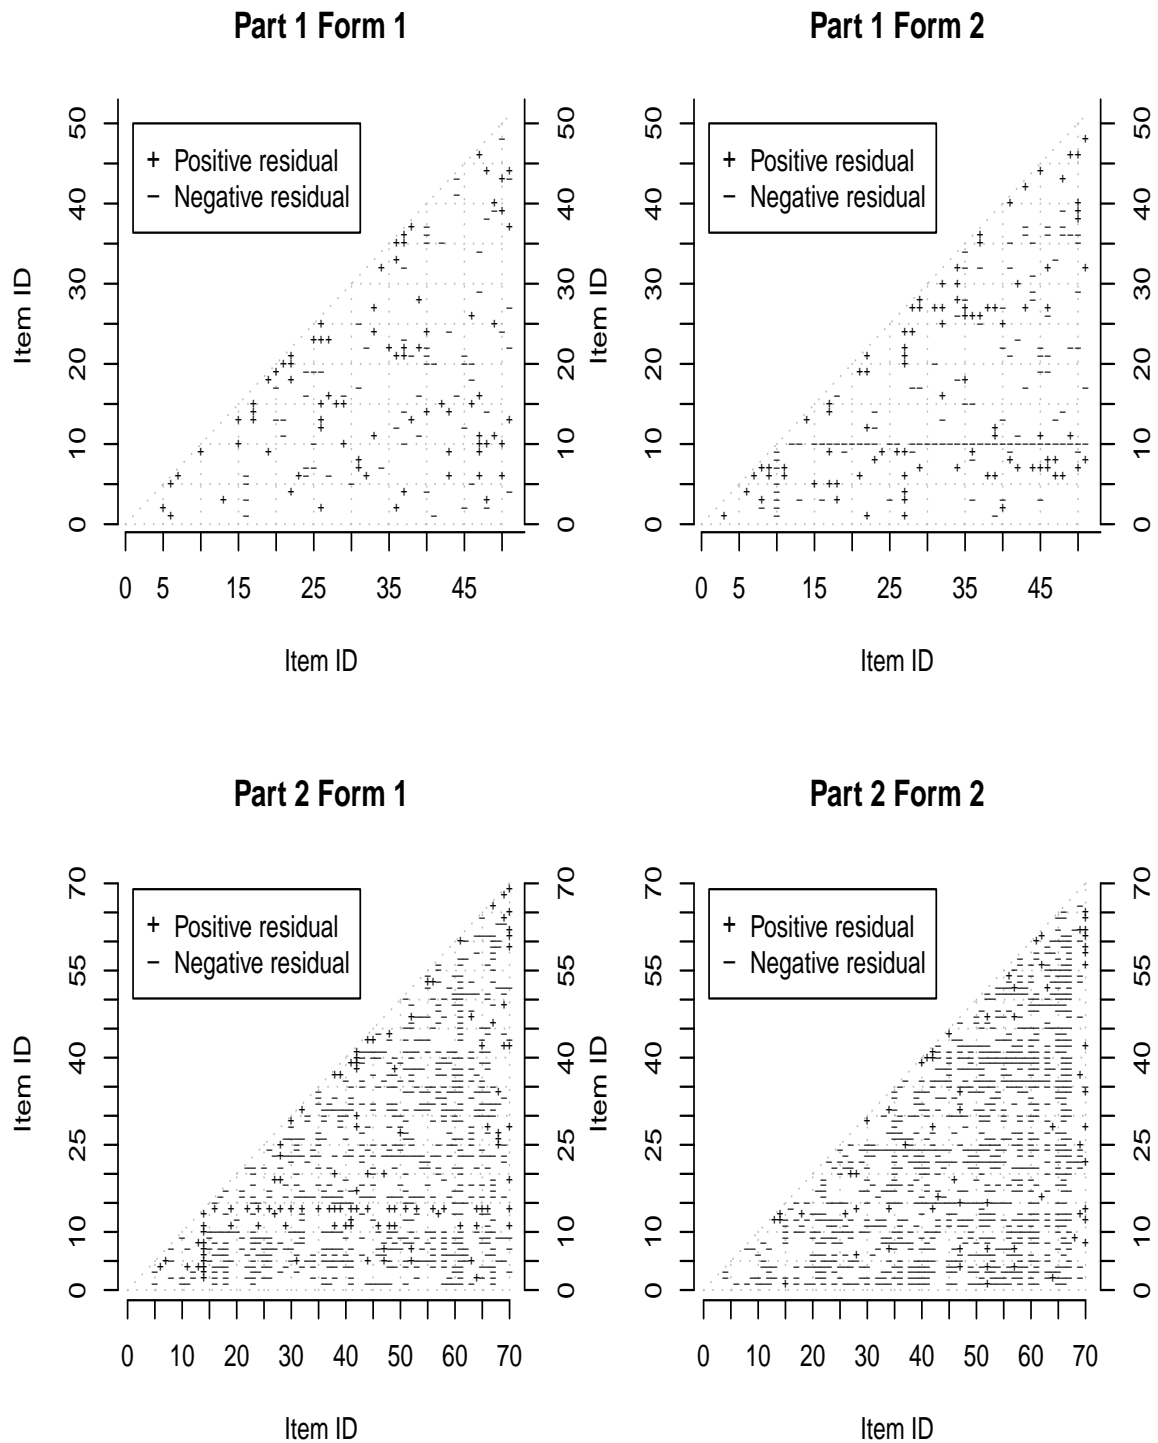 Part 1 Form 1
Part 1 Form 2
+ Positive residual
− Negative residual
+ Positive residual
− Negative residual
0 10 20 30 40 50
0 10 20 30 40 50
0 10 20 30 40 50
0 10 20 30 40 50
Item ID
Item ID
0 5 15 25 35 45
0 5 15 25 35 45
Item ID
Item ID
Part 2 Form 1
Part 2 Form 2
+ Positive residual
− Negative residual
+ Positive residual
− Negative residual
0 10 25 40 55 70
0 10 25 40 55 70
0 10 25 40 55 70
0 10 25 40 55 70
Item ID
Item ID
0 10 20 30 40 50 60 70
0 10 20 30 40 50 60 70
Item ID
Item ID